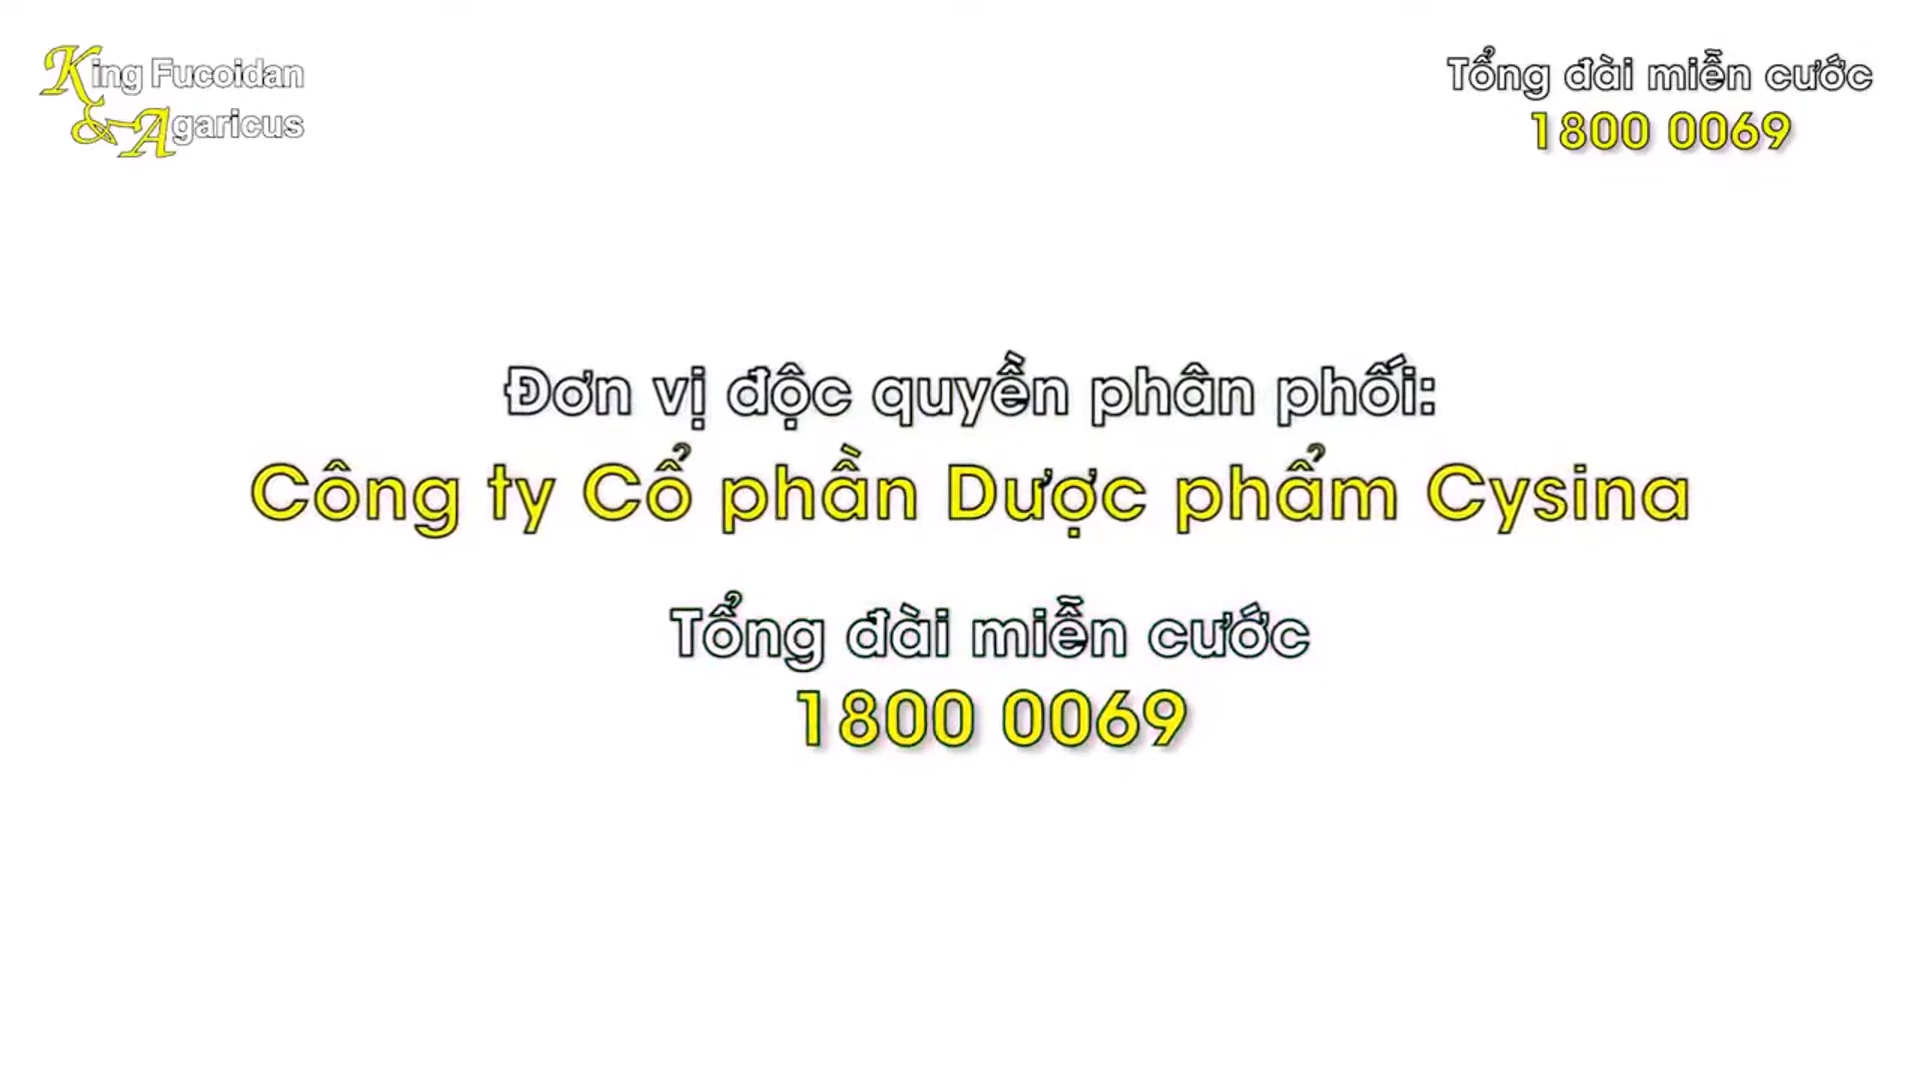 King Fucoidan
& Agaricus
Tổng đài miễn cước
1800 0069
Đơn vị độc quyền phân phối:
Công ty Cổ phần Dược phẩm Cysina
Tổng đài miễn cước
1800 0069